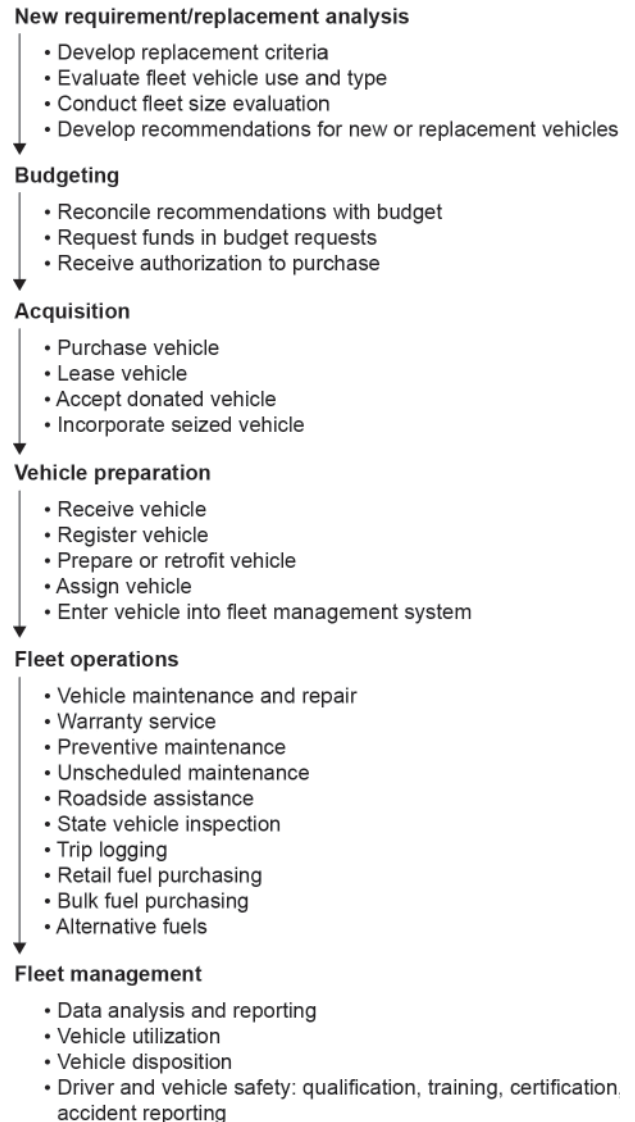 New requirement/replacement analysis
• Develop replacement criteria
• Evaluate fleet vehicle use and type
• Conduct fleet size evaluation
• Develop recommendations for new or replacement vehicles
Budgeting
• Reconcile recommendations with budget
• Request funds in budget requests
• Receive authorization to purchase
Acquisition
• Purchase vehicle
• Lease vehicle
• Accept donated vehicle
• Incorporate seized vehicle
Vehicle preparation
• Receive vehicle
• Register vehicle
• Prepare or retrofit vehicle
• Assign vehicle
• Enter vehicle into fleet management system
Fleet operations
• Vehicle maintenance and repair
• Warranty service
• Preventive maintenance
• Unscheduled maintenance
• Roadside assistance
• State vehicle inspection
• Trip logging
• Retail fuel purchasing
• Bulk fuel purchasing
• Alternative fuels
Fleet management
• Data analysis and reporting
• Vehicle utilization
• Vehicle disposition
• Driver and vehicle safety: qualification, training, certification,
accident reporting